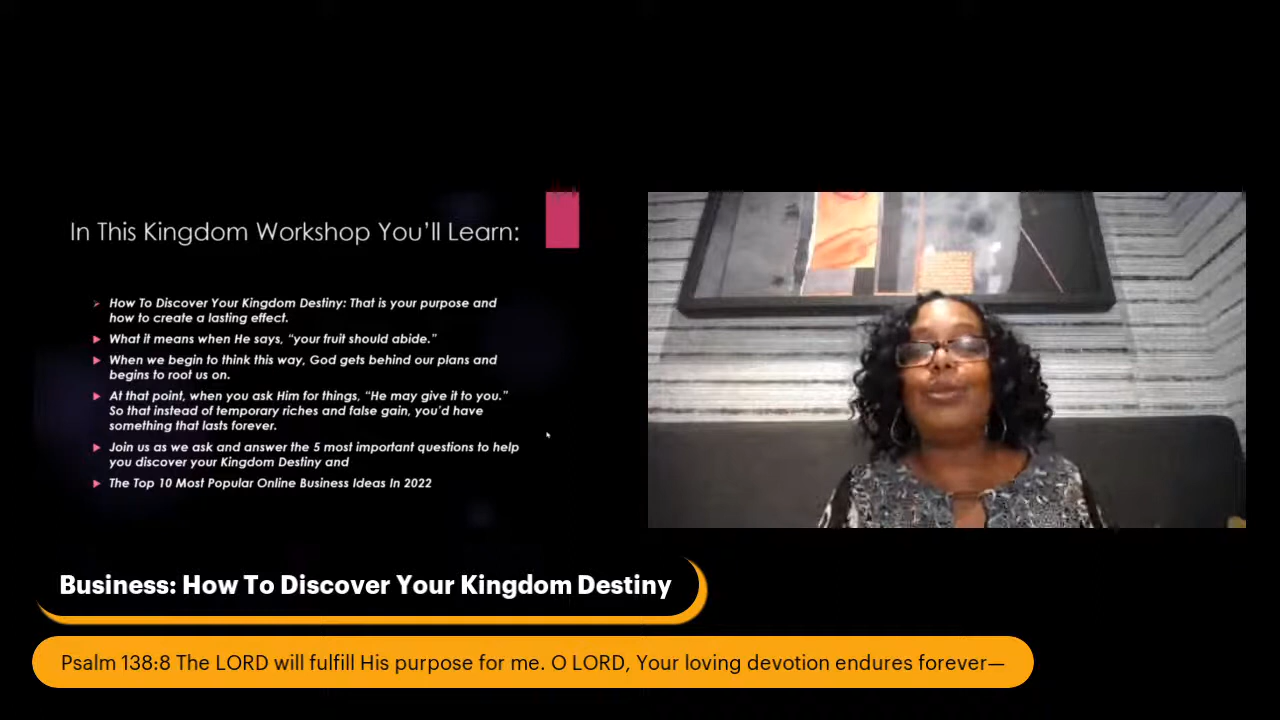 In This Kingdom Workshop You’ll Learn:
How To Discover Your Kingdom Destiny: That is your purpose and
how to create a lasting effect.
What it means when He says, “your fruit should abide.”
When we begin to think this way, God gets behind our plans and
begins to root us on.
At that point, when you ask Him for things, “He may give it to you.”
So that instead of temporary riches and false gain, you’d have
something that lasts forever.
Join us as we ask and answer the 5 most important questions to help
you discover your Kingdom Destiny and
The Top 10 Most Popular Online Business Ideas In 2022
Business: How To Discover Your Kingdom Destiny
Psalm 138:8 The LORD will fulfill His purpose for me. O LORD, Your loving devotion endures forever—